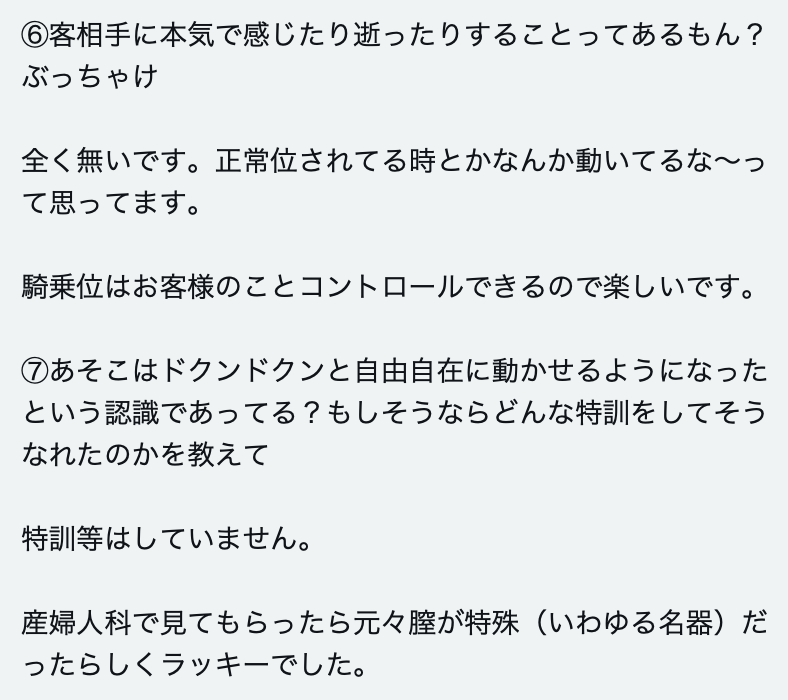 ⑥客相手に本気で感じたり逝ったりすることってあるもん？
ぶっちゃけ
全く無いです。正常位されてる時とかなんか動いてるな〜っ
て思ってます。
騎乗位はお客様のことコントロールできるので楽しいです。
⑦あそこはドクンドクンと自由自在に動かせるようになった
という認識であってる？もしそうならどんな特訓をしてそう
なれたのかを教えて
特訓等はしていません。
産婦人科で見てもらったら元々膣が特殊（いわゆる名器）だ
ったらしくラッキーでした。